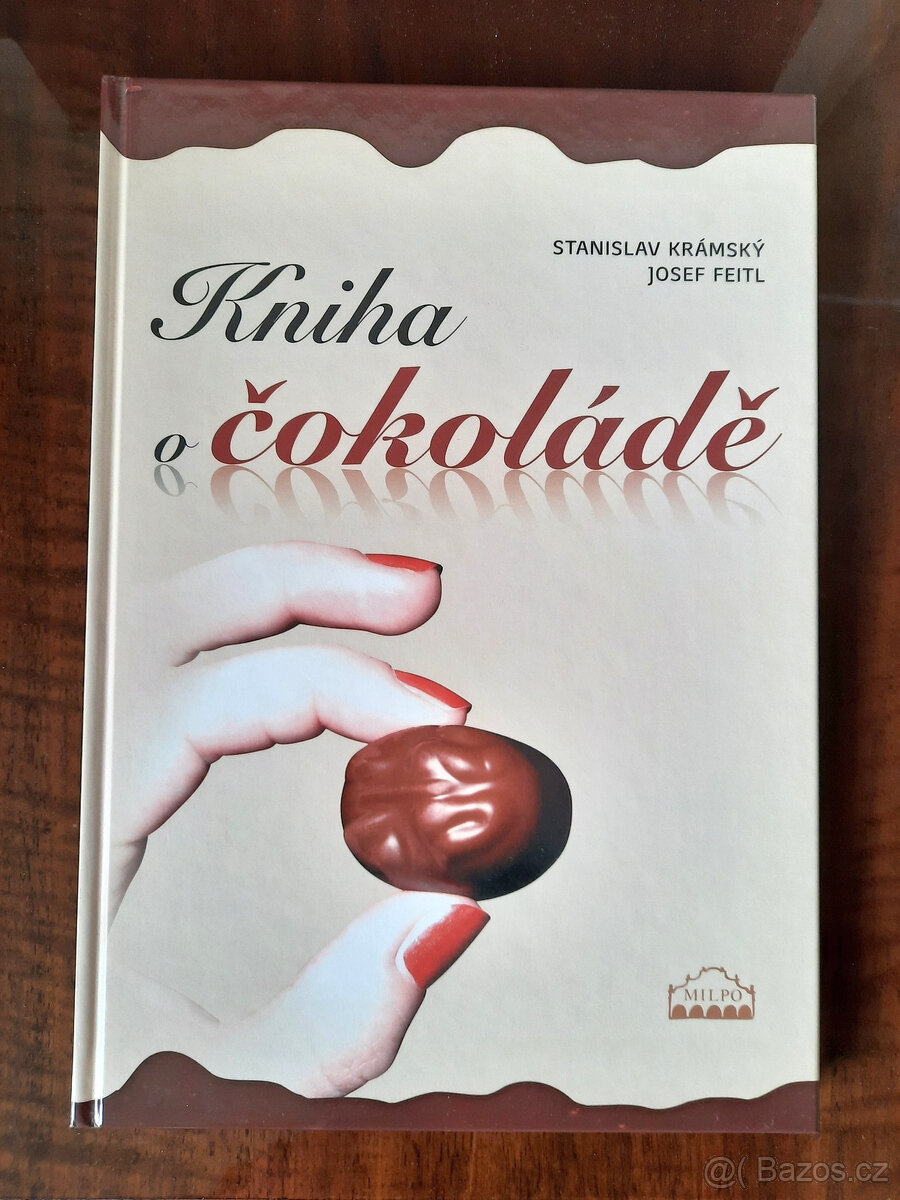 STANISLAV KRÁMSKÝ
JOSEF FEITL
Kniha
o čokoládě
MILPO
@( Bazos.cz